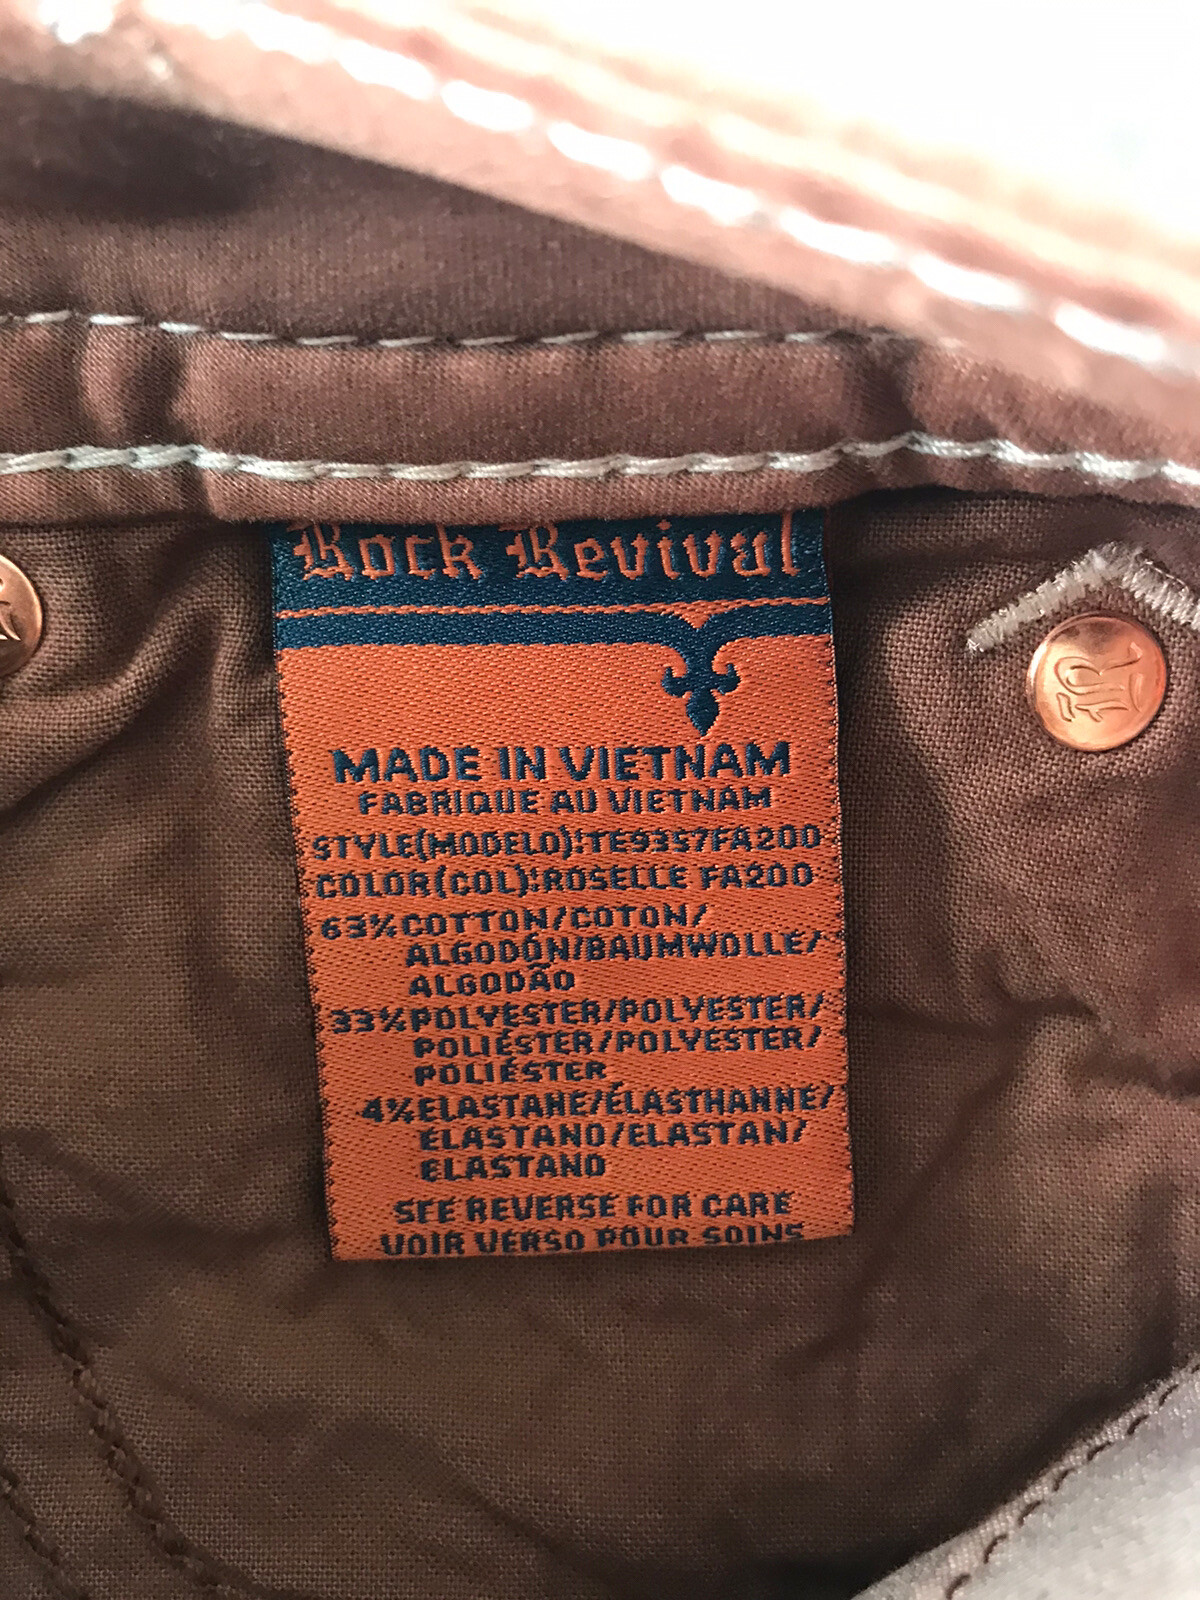 Rock Revival
MADE IN VIETNAM
FABRIQUE AU VIETNAM
STYLE(MODELO):TE9357FA200
COLOR(COL):ROSELLE FA200
63%COTTON/COTON/
ALGODÓN/BAUMWOLLE/
ALGODÃO
33%POLYESTER/POLYESTER/
POLIÉSTER/POLYESTER/
POLIÉSTER
4%ELASTANE/ÉLASTHANNE/
ELASTANO/ELASTAN/
ELASTANO
SEE REVERSE FOR CARE
VOIR VERSO POUR SOINS
R